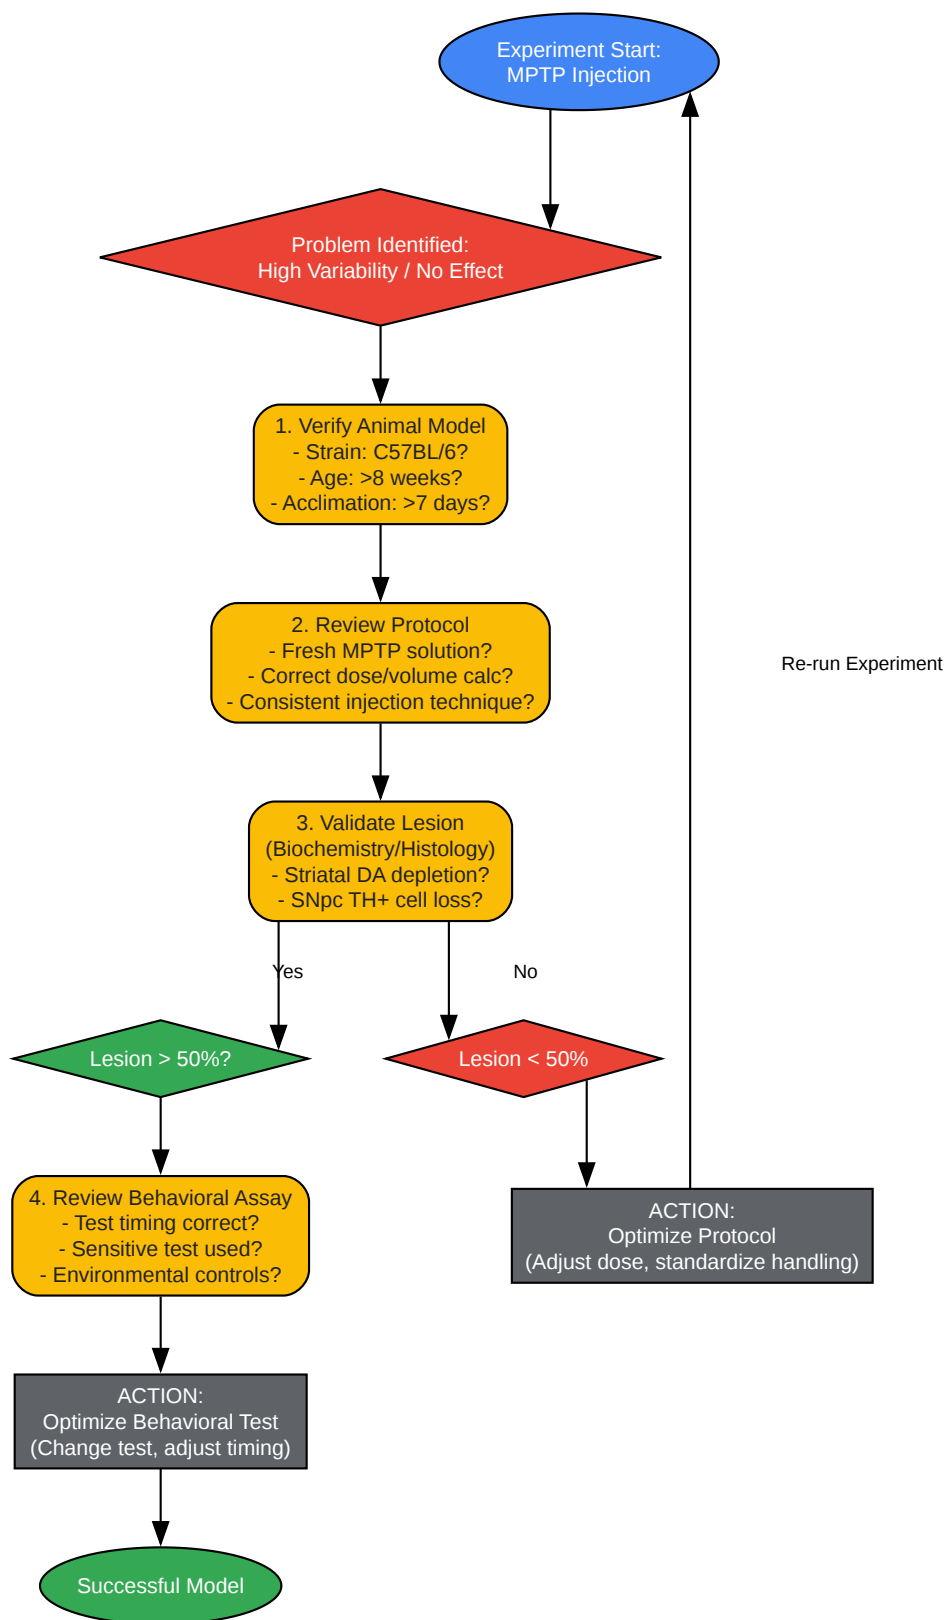 Experiment Start:
MPTP Injection
Problem Identified:
High Variability / No Effect
1. Verify Animal Model
- Strain: C57BL/6?
- Age: >8 weeks?
- Acclimation: >7 days?
2. Review Protocol
- Fresh MPTP solution?
- Correct dose/volume calc?
- Consistent injection technique?
Re-run Experiment
3. Validate Lesion
(Biochemistry/Histology)
- Striatal DA depletion?
- SNpc TH+ cell loss?
Yes
No
Lesion > 50%?
Lesion < 50%
4. Review Behavioral Assay
- Test timing correct?
- Sensitive test used?
- Environmental controls?
ACTION:
Optimize Protocol
(Adjust dose, standardize handling)
ACTION:
Optimize Behavioral Test
(Change test, adjust timing)
Successful Model